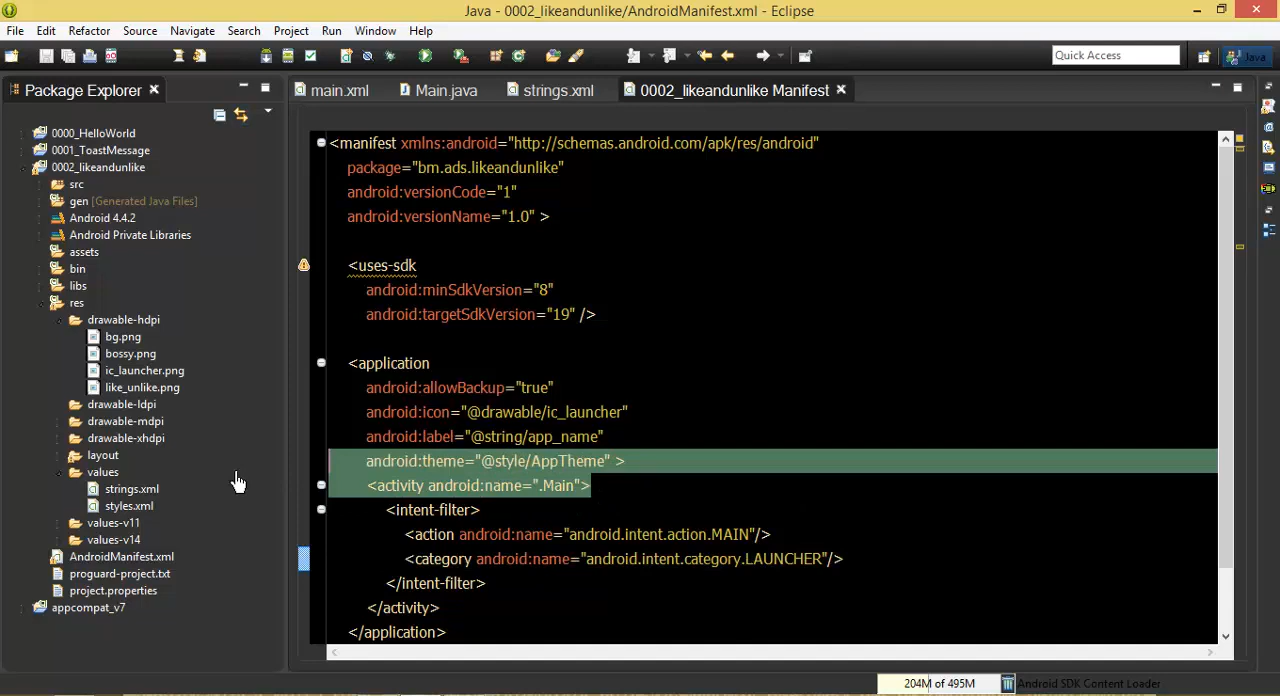 Java - 0002_likeandunlike/AndroidManifest.xml - Eclipse
File Edit Refactor Source Navigate Search Project Run Window Help
Quick Access
Java
Package Explorer
main.xml
Main.java
strings.xml
0002_likeandunlike Manifest
0000_HelloWorld
0001_ToastMessage
0002_likeandunlike
src
gen [Generated Java Files]
Android 4.4.2
Android Private Libraries
assets
bin
libs
res
drawable-hdpi
bg.png
bossy.png
ic_launcher.png
like_unlike.png
drawable-ldpi
drawable-mdpi
drawable-xhdpi
layout
values
strings.xml
styles.xml
values-v11
values-v14
AndroidManifest.xml
proguard-project.txt
project.properties
appcompat_v7
<manifest xmlns:android="http://schemas.android.com/apk/res/android"
package="bm.ads.likeandunlike"
android:versionCode="1"
android:versionName="1.0" >
<uses-sdk
android:minSdkVersion="8"
android:targetSdkVersion="19" />
<application
android:allowBackup="true"
android:icon="@drawable/ic_launcher"
android:label="@string/app_name"
android:theme="@style/AppTheme" >
<activity android:name=".Main">
<intent-filter>
<action android:name="android.intent.action.MAIN"/>
<category android:name="android.intent.category.LAUNCHER"/>
</intent-filter>
</activity>
</application>
204M of 495M
Android SDK Content Loader